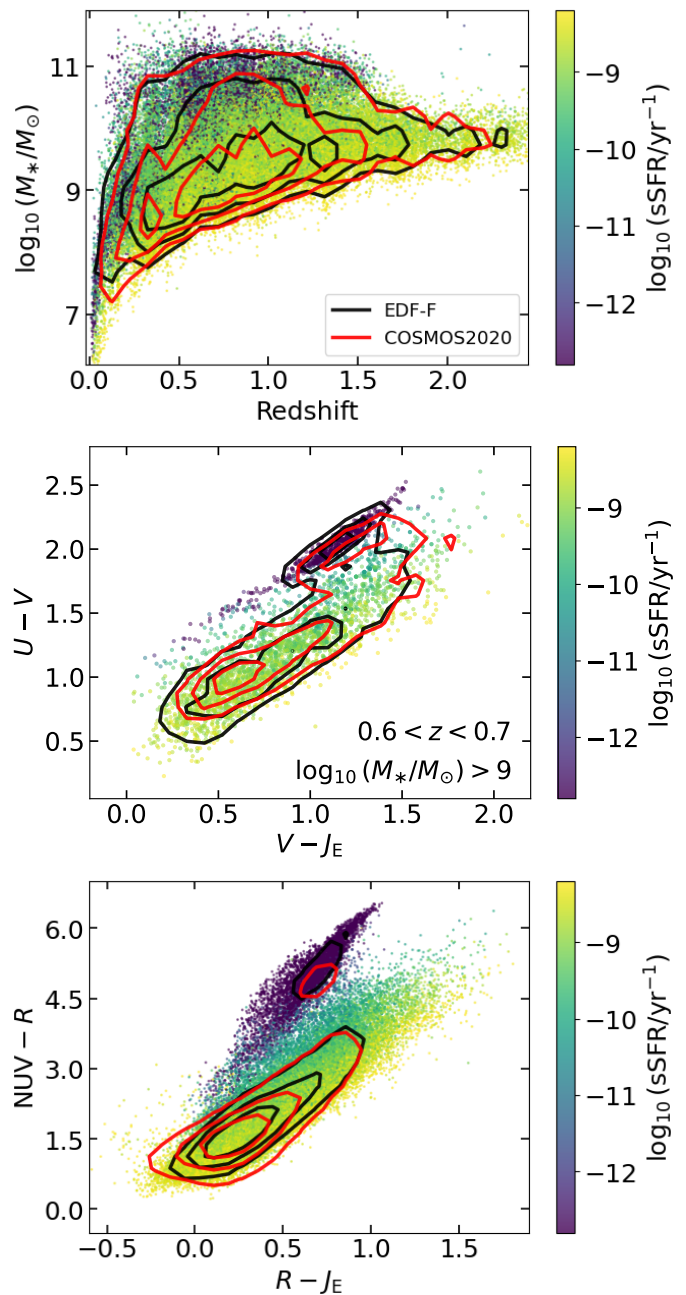 11
9
7
log₁₀ (M∗/M⊙)
0.0 0.5 1.0 1.5 2.0
Redshift
EDF-F
COSMOS2020
−9
−10
−11
−12
log₁₀ (sSFR/yr⁻¹)
2.5
2.0
1.5
1.0
0.5
U − V
0.6 < z < 0.7
log₁₀ (M∗/M⊙) > 9
0.0 0.5 1.0 1.5 2.0
V − J_E
−9
−10
−11
−12
log₁₀ (sSFR/yr⁻¹)
6.0
4.5
3.0
1.5
0.0
NUV − R
−0.5 0.0 0.5 1.0 1.5
R − J_E
−9
−10
−11
−12
log₁₀ (sSFR/yr⁻¹)